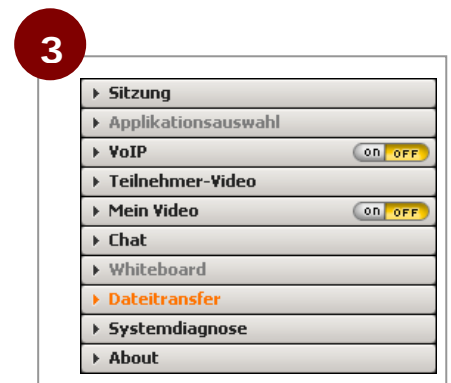 3
Sitzung
Applikationsauswahl
VoIP on OFF
Teilnehmer-Video
Mein Video on OFF
Chat
Whiteboard
Dateitransfer
Systemdiagnose
About